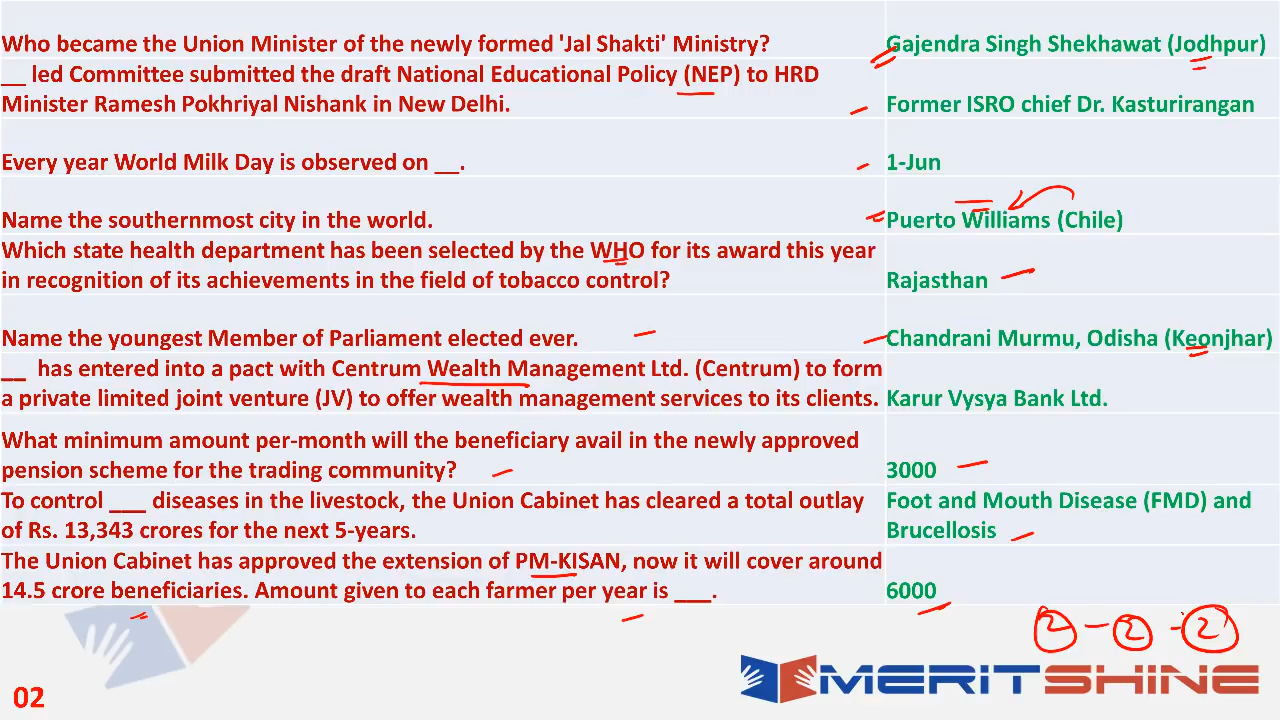 Who became the Union Minister of the newly formed 'Jal Shakti' Ministry?
Gajendra Singh Shekhawat (Jodhpur)
__ led Committee submitted the draft National Educational Policy (NEP) to HRD
Minister Ramesh Pokhriyal Nishank in New Delhi.
Former ISRO chief Dr. Kasturirangan
Every year World Milk Day is observed on __.
1-Jun
Name the southernmost city in the world.
Puerto Williams (Chile)
Which state health department has been selected by the WHO for its award this year
in recognition of its achievements in the field of tobacco control?
Rajasthan
Name the youngest Member of Parliament elected ever.
Chandrani Murmu, Odisha (Keonjhar)
__ has entered into a pact with Centrum Wealth Management Ltd. (Centrum) to form
a private limited joint venture (JV) to offer wealth management services to its clients.
Karur Vysya Bank Ltd.
What minimum amount per-month will the beneficiary avail in the newly approved
pension scheme for the trading community?
3000
To control ___ diseases in the livestock, the Union Cabinet has cleared a total outlay
of Rs. 13,343 crores for the next 5-years.
Foot and Mouth Disease (FMD) and
Brucellosis
The Union Cabinet has approved the extension of PM-KISAN, now it will cover around
14.5 crore beneficiaries. Amount given to each farmer per year is ___.
6000
2 - 2 - 2
MERITSHINE
02